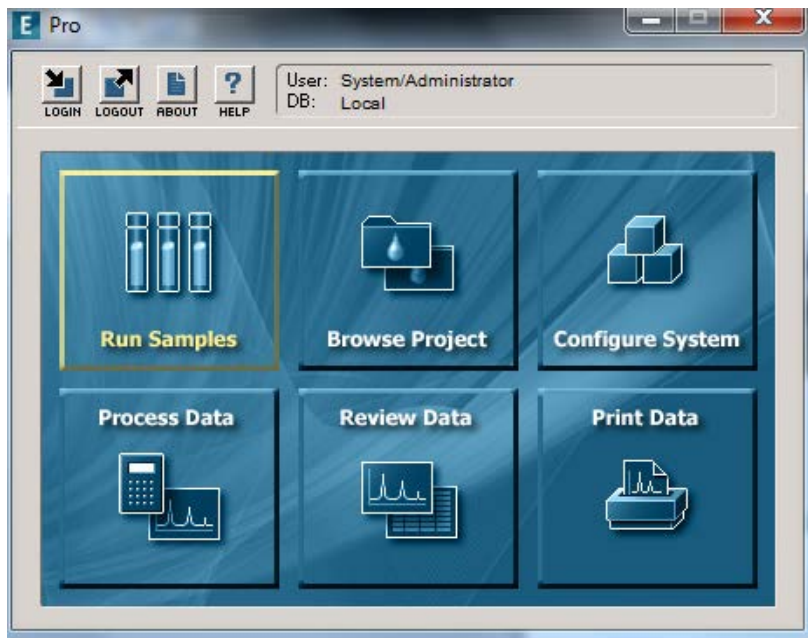 E Pro
X
User: System/Administrator
DB: Local
?
LOGIN LOGOUT ABOUT HELP
Run Samples Browse Project Configure System
Process Data Review Data Print Data